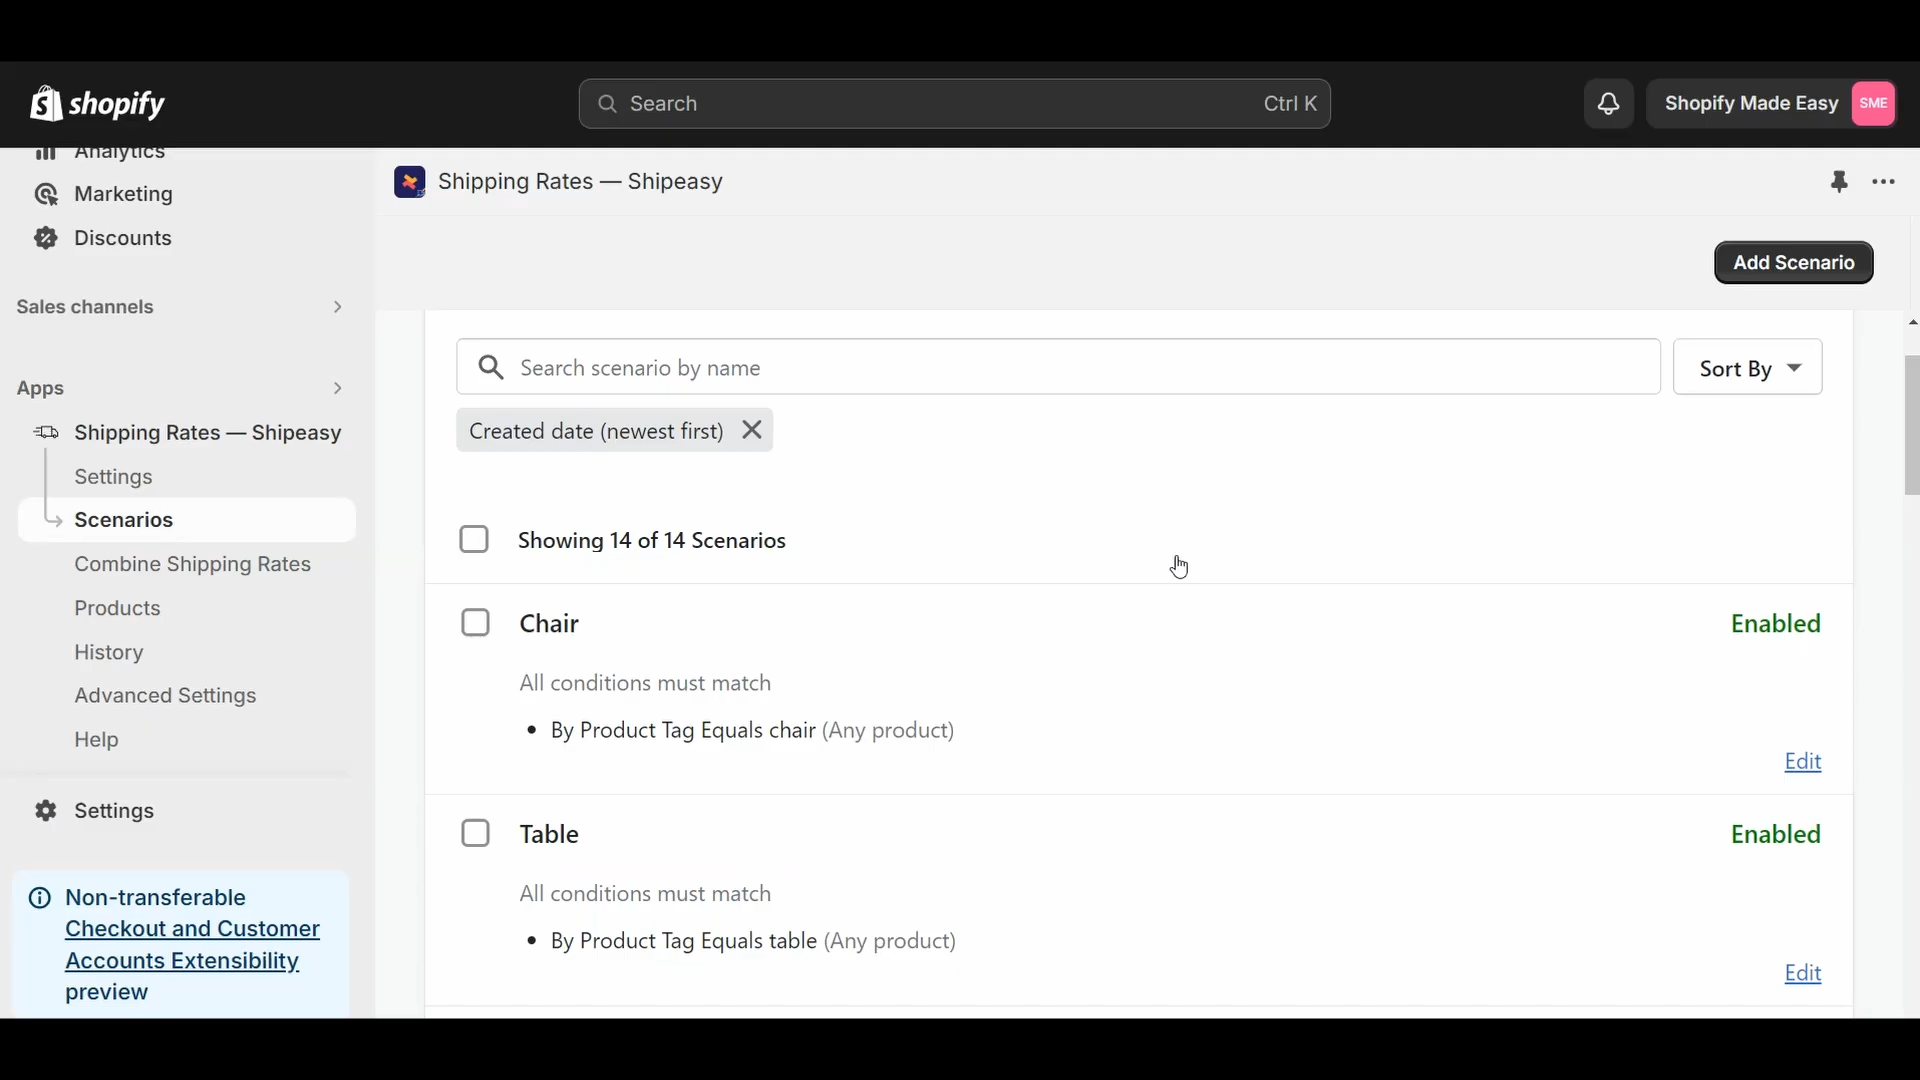 shopify
Search
Ctrl K
Shopify Made Easy
SME
Analytics
Marketing
Discounts
Sales channels
Apps
Shipping Rates — Shipeasy
Settings
Scenarios
Combine Shipping Rates
Products
History
Advanced Settings
Help
Settings
Non-transferable
Checkout and Customer
Accounts Extensibility
preview
Shipping Rates — Shipeasy
Add Scenario
Search scenario by name
Sort By
Created date (newest first)
Showing 14 of 14 Scenarios
Chair
Enabled
All conditions must match
• By Product Tag Equals chair (Any product)
Edit
Table
Enabled
All conditions must match
• By Product Tag Equals table (Any product)
Edit